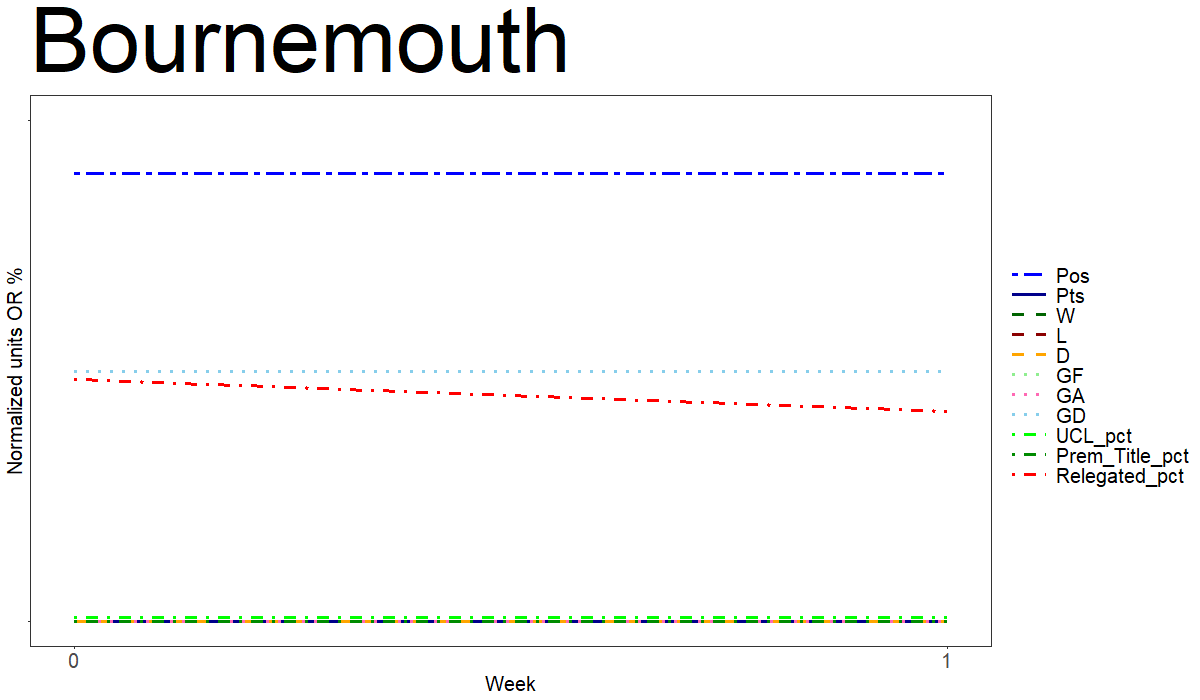 Bournemouth
Normalized units OR %
Pos
Pts
W
L
D
GF
GA
GD
UCL_pct
Prem_Title_pct
Relegated_pct
0
1
Week